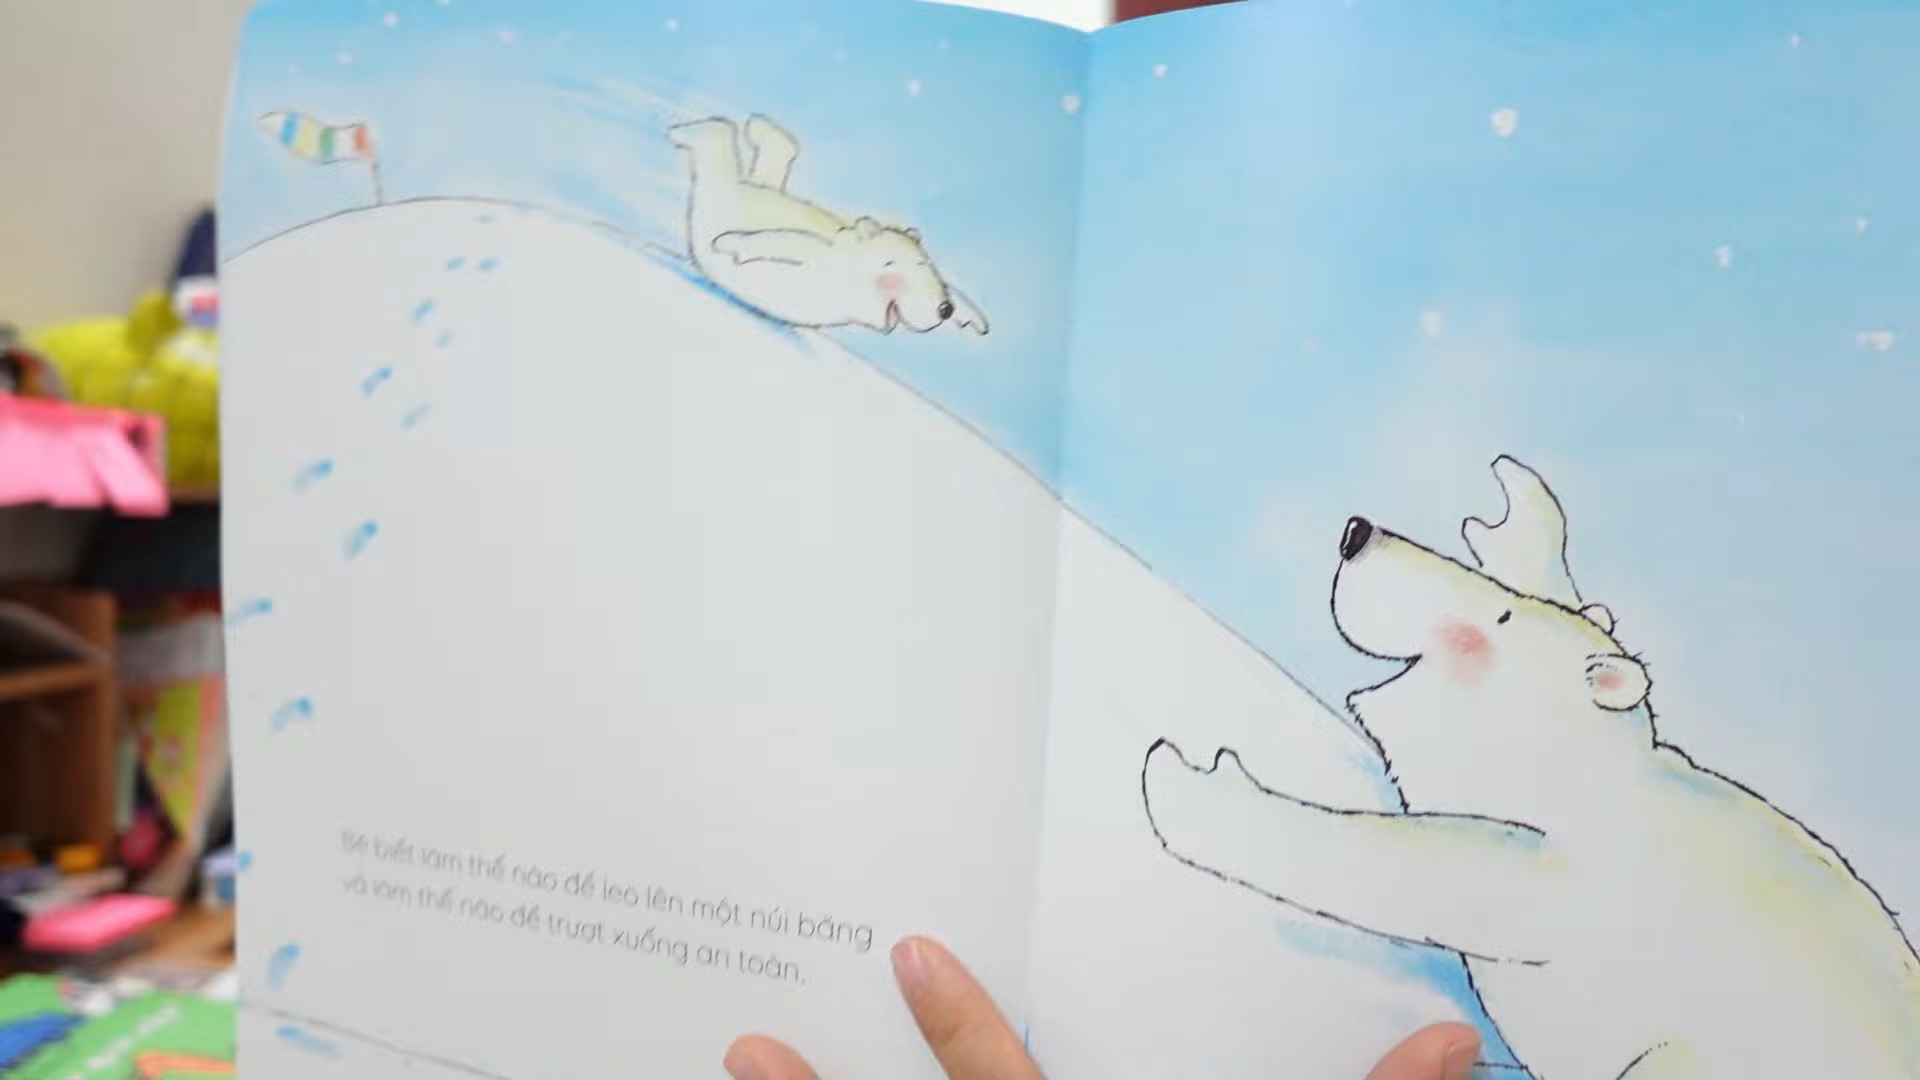 Bé biết làm thế nào để leo lên một núi băng
và làm thế nào để trượt xuống an toàn.